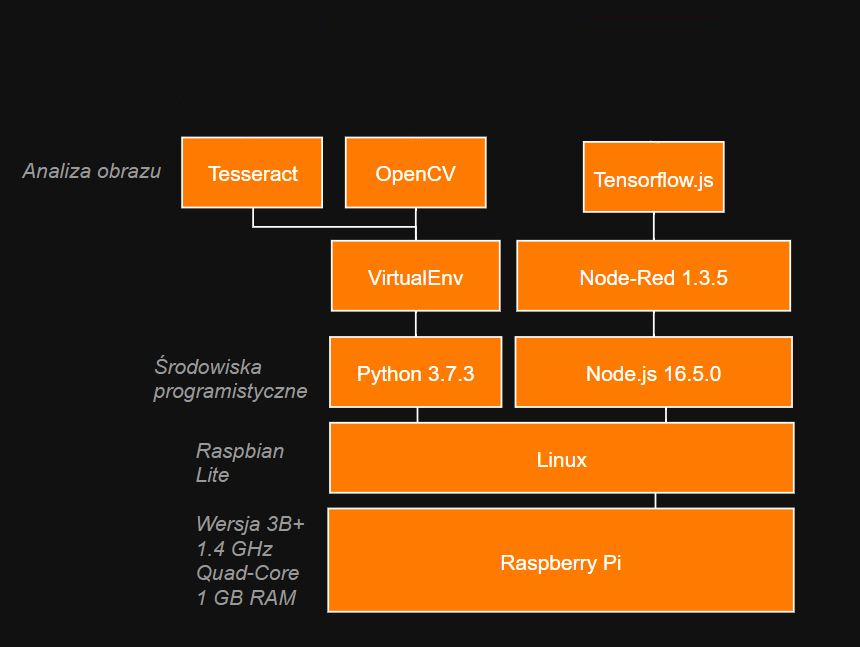 Analiza obrazu
Tesseract
OpenCV
Tensorflow.js
VirtualEnv
Node-Red 1.3.5
Środowiska
programistyczne
Python 3.7.3
Node.js 16.5.0
Raspbian
Lite
Linux
Wersja 3B+
1.4 GHz
Quad-Core
1 GB RAM
Raspberry Pi